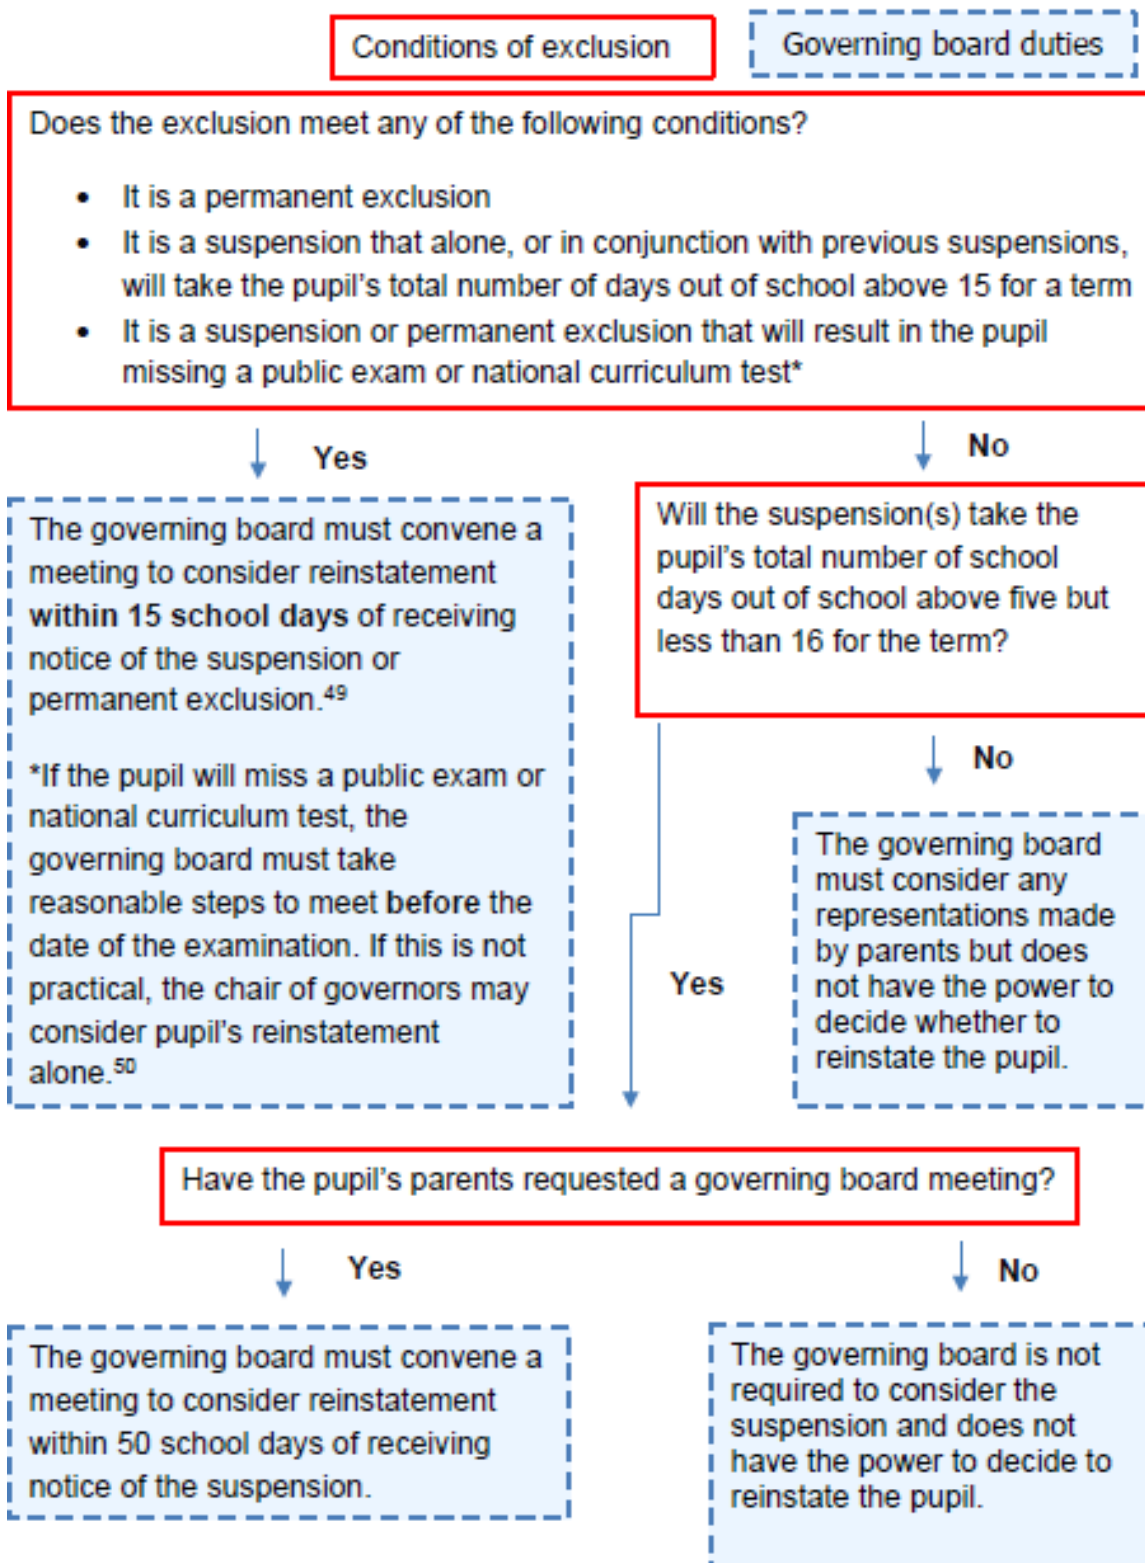 Conditions of exclusion
Governing board duties
Does the exclusion meet any of the following conditions?
• It is a permanent exclusion
• It is a suspension that alone, or in conjunction with previous suspensions,
will take the pupil's total number of days out of school above 15 for a term
• It is a suspension or permanent exclusion that will result in the pupil
missing a public exam or national curriculum test*
Yes
No
The governing board must convene a
meeting to consider reinstatement
within 15 school days of receiving
notice of the suspension or
permanent exclusion.49
*If the pupil will miss a public exam or
national curriculum test, the
governing board must take
reasonable steps to meet before the
date of the examination. If this is not
practical, the chair of governors may
consider pupil's reinstatement
alone.50
Will the suspension(s) take the
pupil's total number of school
days out of school above five but
less than 16 for the term?
No
The governing board
must consider any
representations made
by parents but does
not have the power to
decide whether to
reinstate the pupil.
Yes
Have the pupil's parents requested a governing board meeting?
Yes
No
The governing board must convene a
meeting to consider reinstatement
within 50 school days of receiving
notice of the suspension.
The governing board is not
required to consider the
suspension and does not
have the power to decide to
reinstate the pupil.